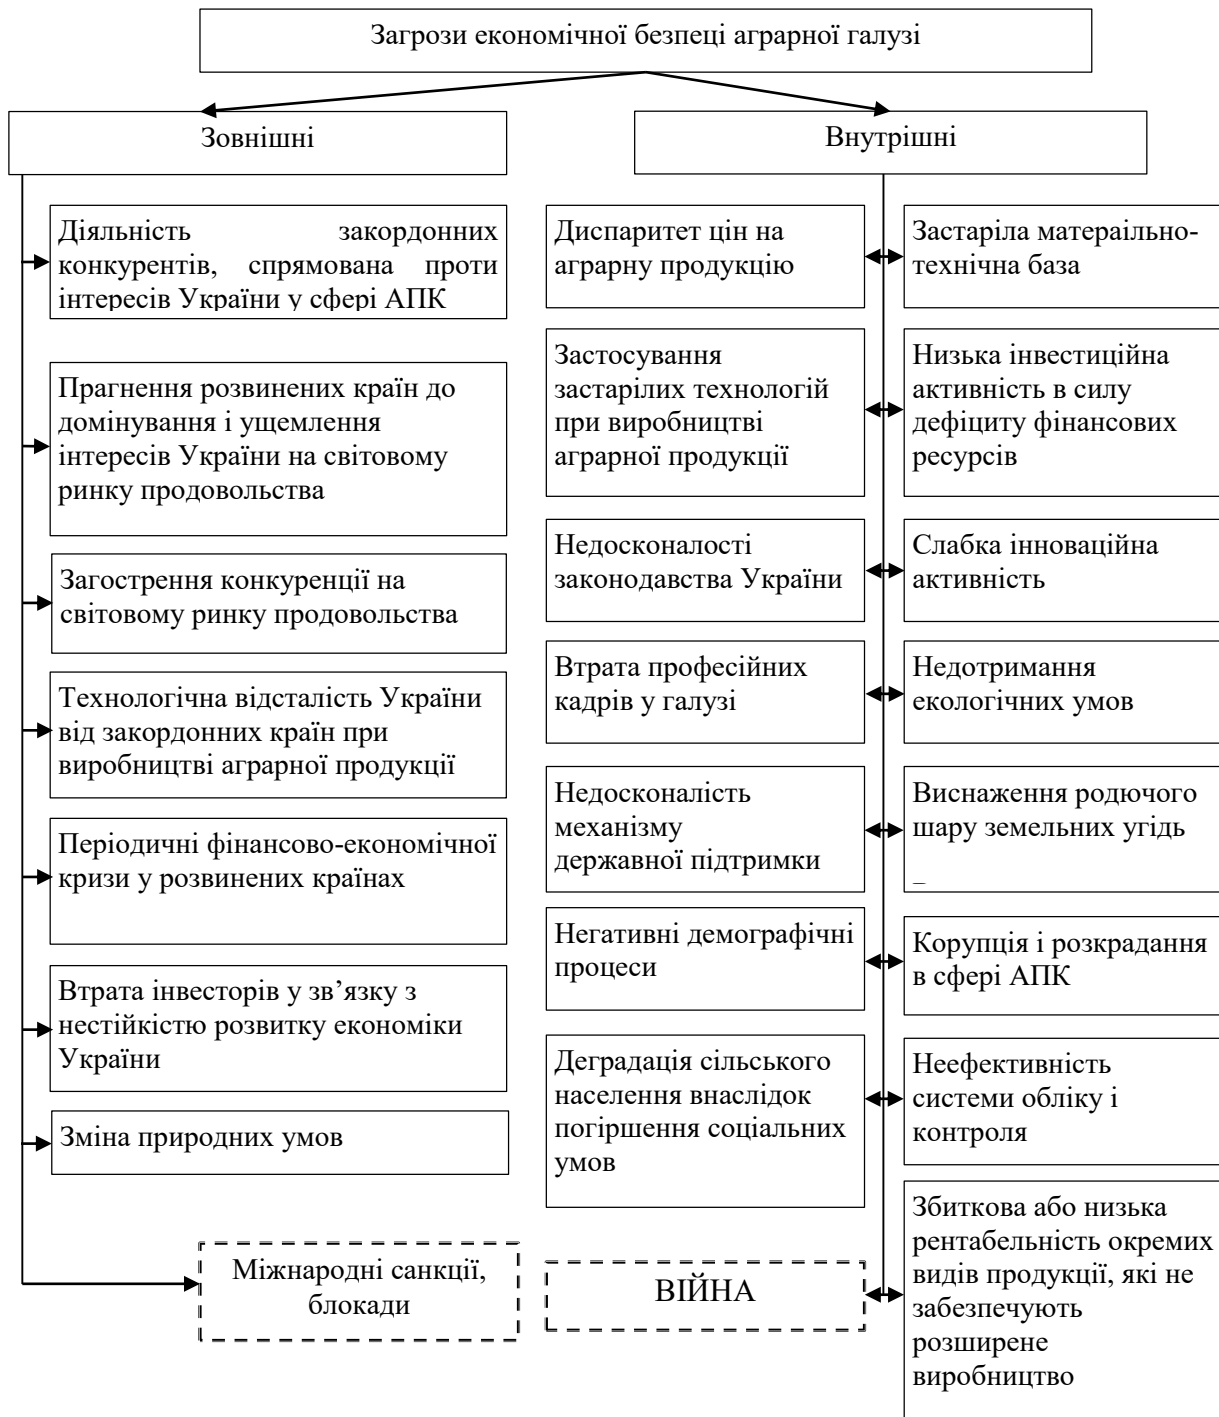 Загрози економічної безпеці аграрної галузі
Зовнішні
Діяльність закордонних
конкурентів, спрямована проти
інтересів України у сфері АПК
Прагнення розвинених країн до
домінування і ущемлення
інтересів України на світовому
ринку продовольства
Загострення конкуренції на
світовому ринку продовольства
Технологічна відсталість України
від закордонних країн при
виробництві аграрної продукції
Періодичні фінансово-економічної
кризи у розвинених країнах
Втрата інвесторів у зв’язку з
нестійкістю розвитку економіки
України
Зміна природних умов
Міжнародні санкції,
блокади
Внутрішні
Диспаритет цін на
аграрну продукцію
Застосування
застарілих технологій
при виробництві
аграрної продукції
Недосконалості
законодавства України
Втрата професійних
кадрів у галузі
Недосконалість
механізму
державної підтримки
Негативні демографічні
процеси
Деградація сільського
населення внаслідок
погіршення соціальних
умов
ВІЙНА
Застаріла матераільно-
технічна база
Низька інвестиційна
активність в силу
дефіциту фінансових
ресурсів
Слабка інноваційна
активність
Недотримання
екологічних умов
Виснаження родючого
шару земельних угідь
–
Корупція і розкрадання
в сфері АПК
Неефективність
системи обліку і
контроля
Збиткова або низька
рентабельність окремих
видів продукції, які не
забезпечують
розширене
виробництво